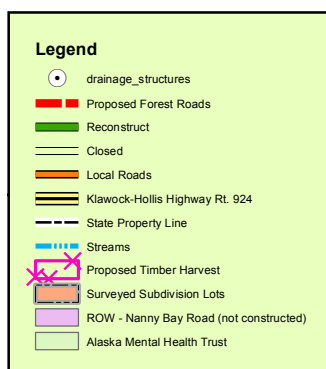 Legend
drainage_structures
Proposed Forest Roads
Reconstruct
Closed
Local Roads
Klawock-Hollis Highway Rt. 924
State Property Line
Streams
Proposed Timber Harvest
Surveyed Subdivision Lots
ROW - Nanny Bay Road (not constructed)
Alaska Mental Health Trust